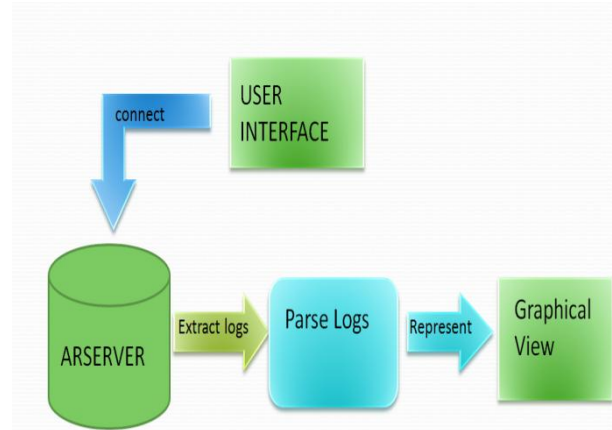 connect
USER
INTERFACE
ARSERVER
Extract logs
Parse Logs
Represent
Graphical
View